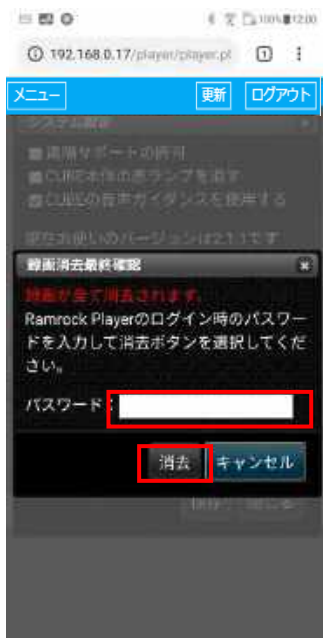 100% 12:00
192.168.0.17/player/player.pl
1
メニュー 更新 ログアウト
システム設定
遠隔サポートの許可
CUBE本体の赤ランプを消す
CUBEの音声ガイダンスを使用する
現在お使いのバージョンは2.1.1です
録画消去最終確認
録画が全て消去されます。
Ramrock Playerのログイン時のパスワー
ドを入力して消去ボタンを選択してくだ
さい。
パスワード：
消去 キャンセル
保存 閉じる